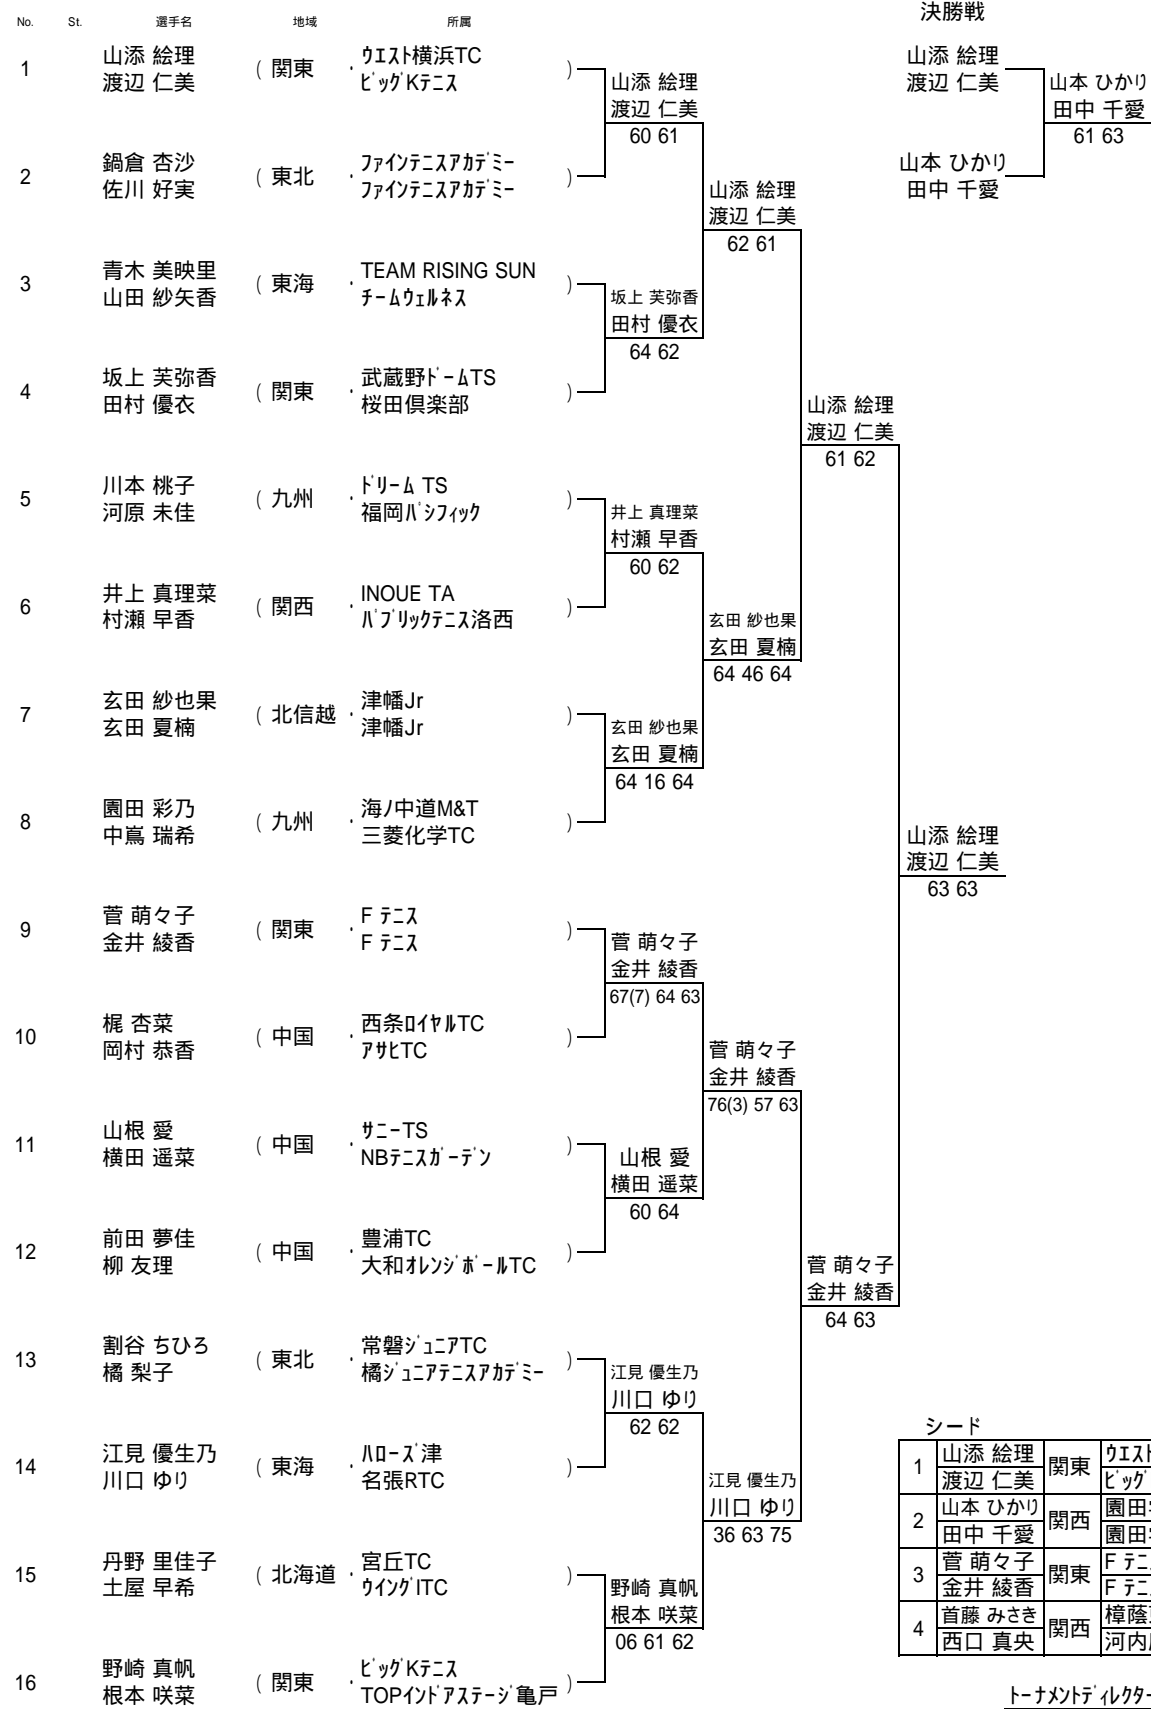 決勝戦
No. St. 選手名 地域 所属
山添 絵理
渡辺 仁美
山本 ひかり
田中 千愛
61 63
山本 ひかり
田中 千愛
1 山添 絵理 ( 関東 ・ ウエスト横浜TC )
渡辺 仁美 ビッグKテニス
2 鍋倉 杏沙 ( 東北 ・ ファインテニスアカデミー )
佐川 好実 ファインテニスアカデミー
3 青木 美映里 ( 東海 ・ TEAM RISING SUN )
山田 紗矢香 チームウェルネス
4 坂上 芙弥香 ( 関東 ・ 武蔵野ドームTS )
田村 優衣 桜田倶楽部
5 川本 桃子 ( 九州 ・ ドリーム TS )
河原 未佳 福岡パシフィック
6 井上 真理菜 ( 関西 ・ INOUE TA )
村瀬 早香 パブリックテニス洛西
7 玄田 紗也果 ( 北信越 ・ 津幡Jr )
玄田 夏楠 津幡Jr
8 園田 彩乃 ( 九州 ・ 海ノ中道M&T )
中嶌 瑞希 三菱化学TC
9 菅 萌々子 ( 関東 ・ F テニス )
金井 綾香 F テニス
10 梶 杏菜 ( 中国 ・ 西条ロイヤルTC )
岡村 恭香 アサヒTC
11 山根 愛 ( 中国 ・ サニーTS )
横田 遥菜 NBテニスガーデン
12 前田 夢佳 ( 中国 ・ 豊浦TC )
柳 友理 大和オレンジボールTC
13 割谷 ちひろ ( 東北 ・ 常磐ジュニアTC )
橘 梨子 橘ジュニアテニスアカデミー
14 江見 優生乃 ( 東海 ・ ハローズ津 )
川口 ゆり 名張RTC
15 丹野 里佳子 ( 北海道 ・ 宮丘TC )
土屋 早希 ウイングITC
16 野崎 真帆 ( 関東 ・ ビッグKテニス )
根本 咲菜 TOPインドアステージ亀戸
山添 絵理
渡辺 仁美
60 61
坂上 芙弥香
田村 優衣
64 62
井上 真理菜
村瀬 早香
60 62
玄田 紗也果
玄田 夏楠
64 16 64
菅 萌々子
金井 綾香
67(7) 64 63
山根 愛
横田 遥菜
60 64
江見 優生乃
川口 ゆり
62 62
野崎 真帆
根本 咲菜
06 61 62
山添 絵理
渡辺 仁美
62 61
玄田 紗也果
玄田 夏楠
64 46 64
菅 萌々子
金井 綾香
76(3) 57 63
江見 優生乃
川口 ゆり
36 63 75
山添 絵理
渡辺 仁美
61 62
菅 萌々子
金井 綾香
64 63
山添 絵理
渡辺 仁美
63 63
シード
1 山添 絵理 関東 ウエスト
渡辺 仁美 ビッグ
2 山本 ひかり 関西 園田
田中 千愛 園田
3 菅 萌々子 関東 F テニ
金井 綾香 F テニ
4 首藤 みさき 関西 樟蔭
西口 真央 河内
トーナメントディレクター